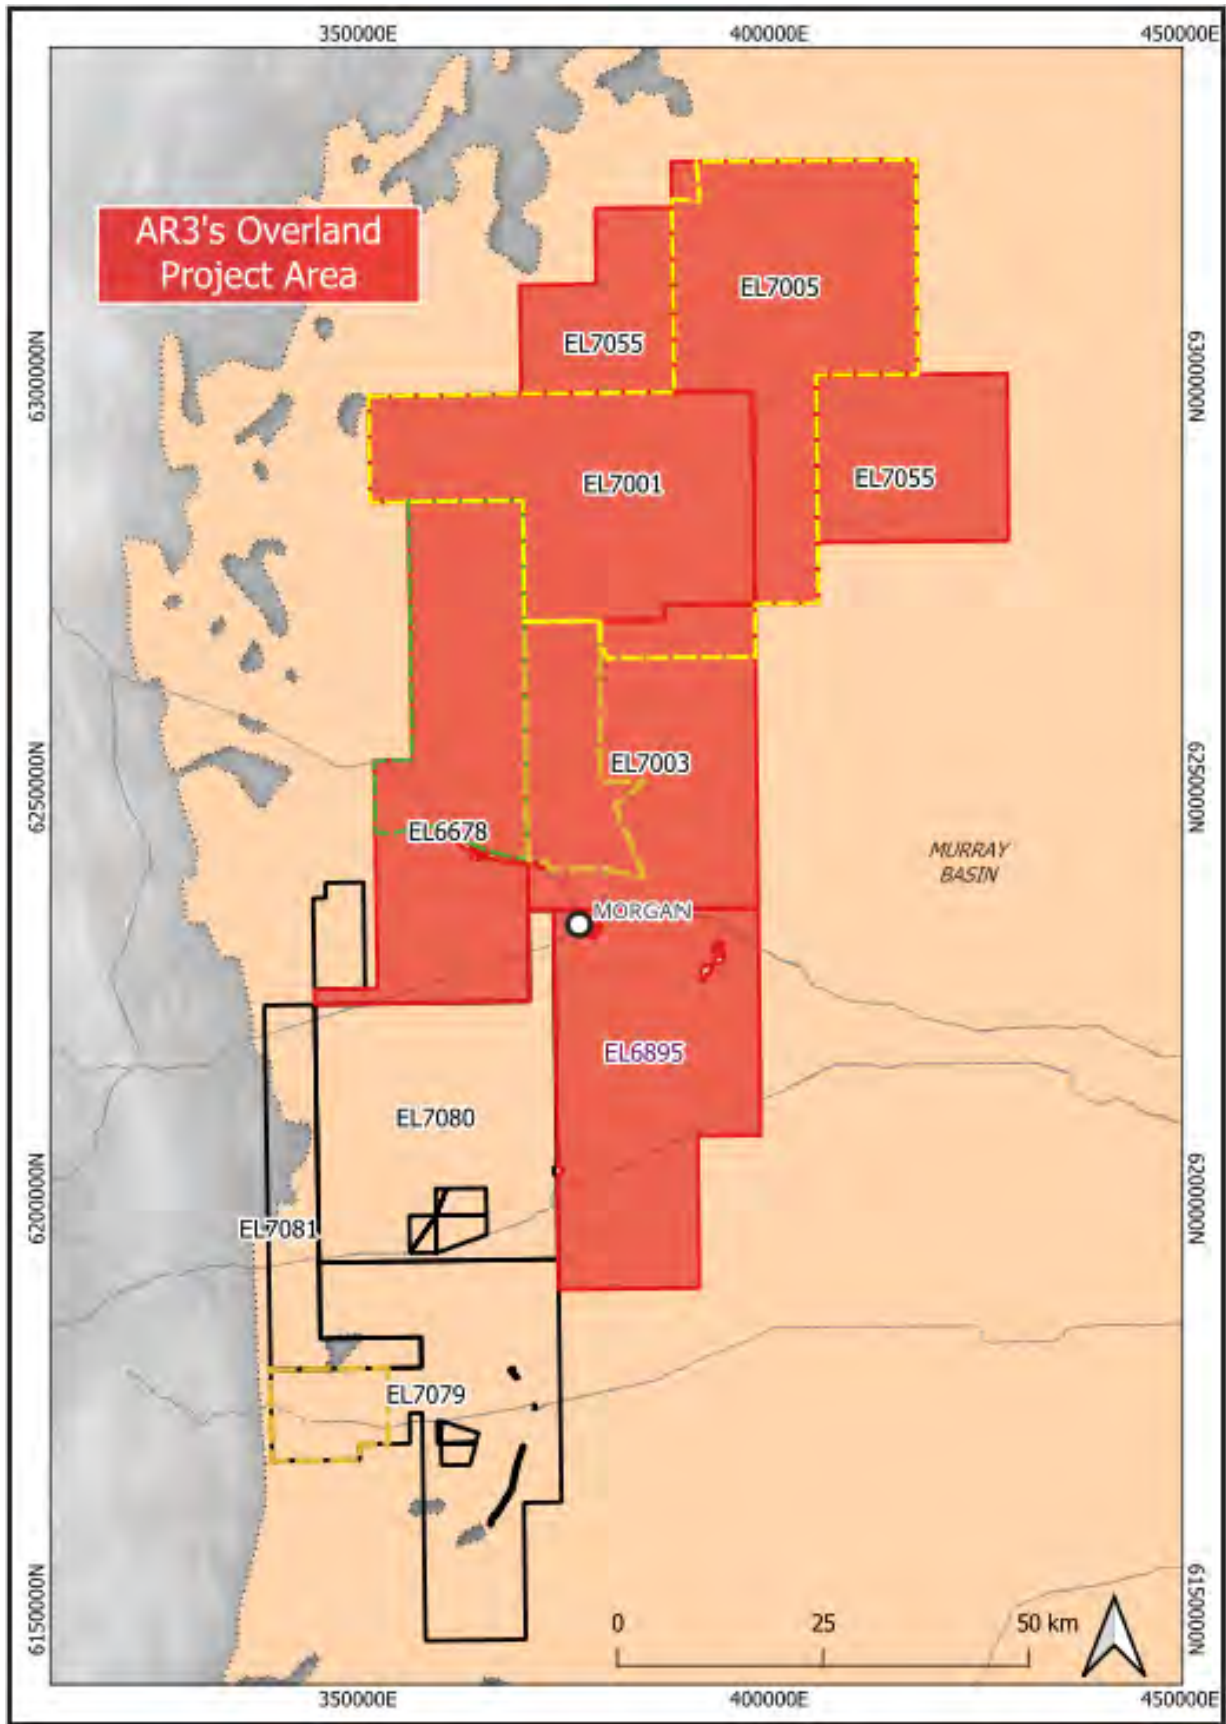 350000E
400000E
450000E
AR3's Overland
Project Area
EL7005
EL7055
6300000N
6300000N
EL7055
EL7001
EL7003
6250000N
6250000N
EL6678
MURRAY
BASIN
MORGAN
EL6895
EL7080
6200000N
6200000N
EL7081
EL7079
6150000N
6150000N
0
25
50 km
350000E
400000E
450000E